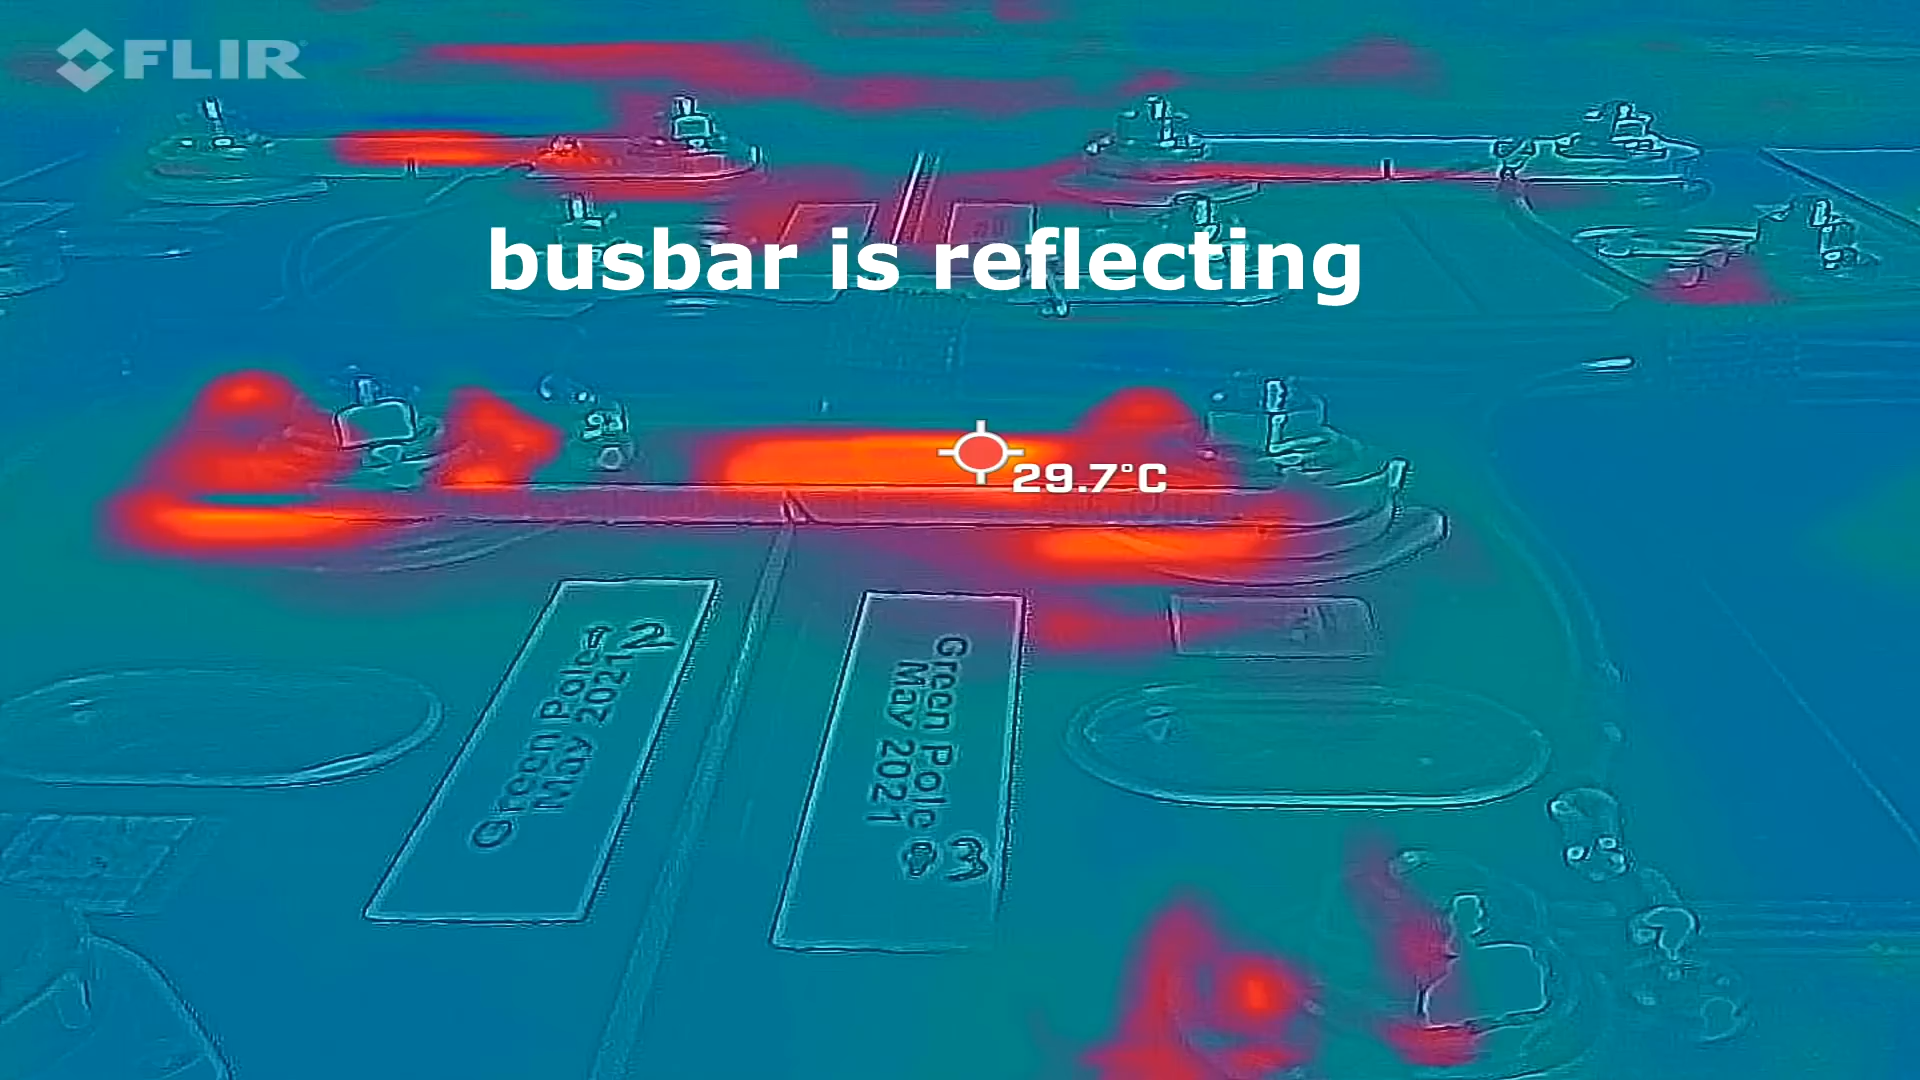 FLIR
busbar is reflecting
29.7°C
Green Pole
May 2021
2
Green Pole
May 2021
3